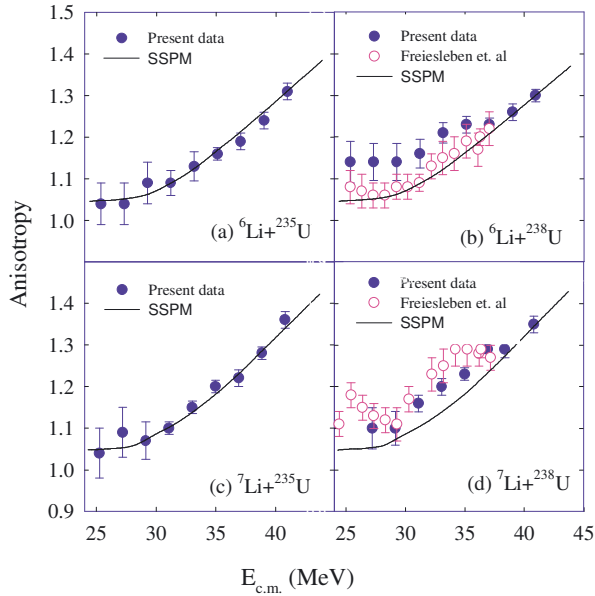 Anisotropy
1.4
1.3
1.2
1.1
1.0
Present data
SSPM
(a) ⁶Li+²³⁵U
Present data
Freiesleben et. al
SSPM
(b) ⁶Li+²³⁸U
1.4
1.3
1.2
1.1
1.0
0.9
Present data
SSPM
(c) ⁷Li+²³⁵U
Present data
Freiesleben et. al
SSPM
(d) ⁷Li+²³⁸U
25 30 35 40 25 30 35 40 45
E_c.m. (MeV)